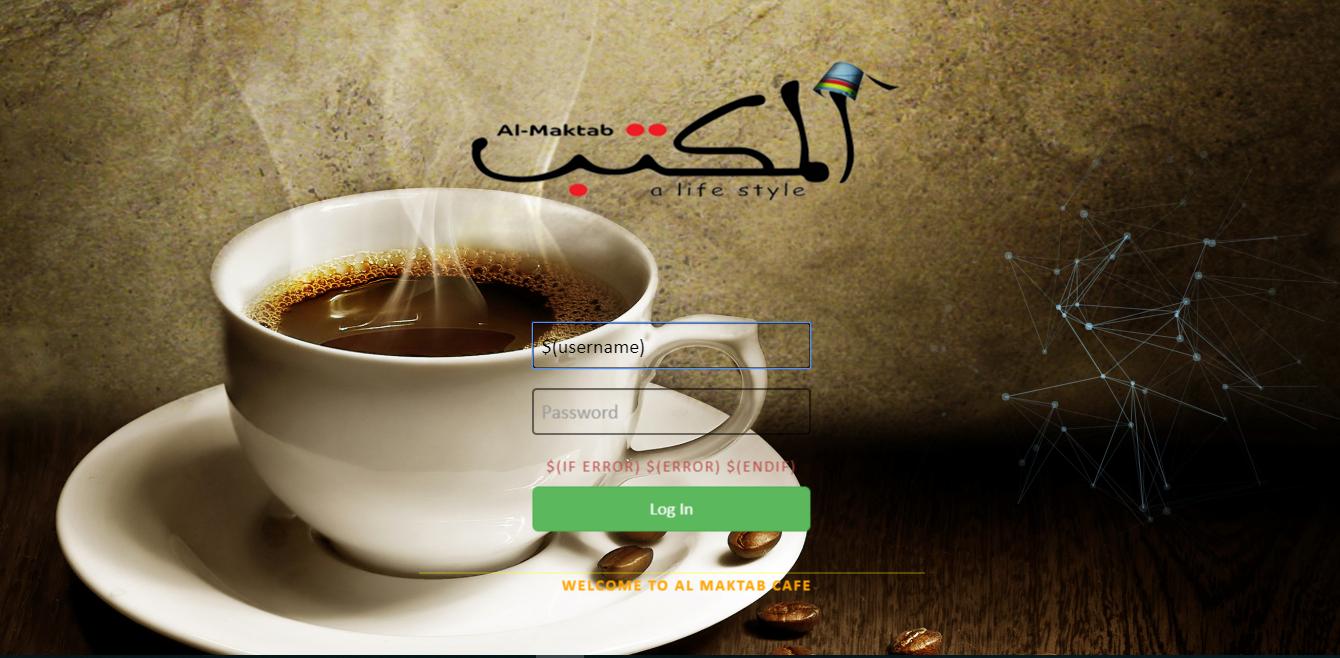 المكتب
Al-Maktab
a life style
$(username)
Password
$(IF ERROR) $(ERROR) $(ENDIF)
Log In
WELCOME TO AL MAKTAB CAFE